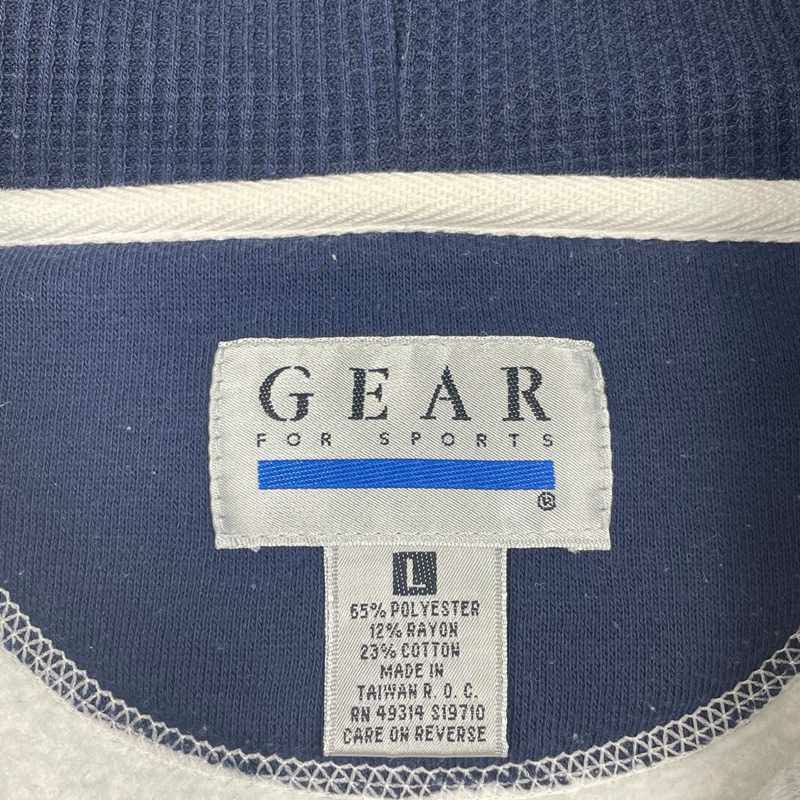 GEAR
FOR SPORTS
®
L
65% POLYESTER
12% RAYON
23% COTTON
MADE IN
TAIWAN R. O. C.
RN 49314 S19710
CARE ON REVERSE